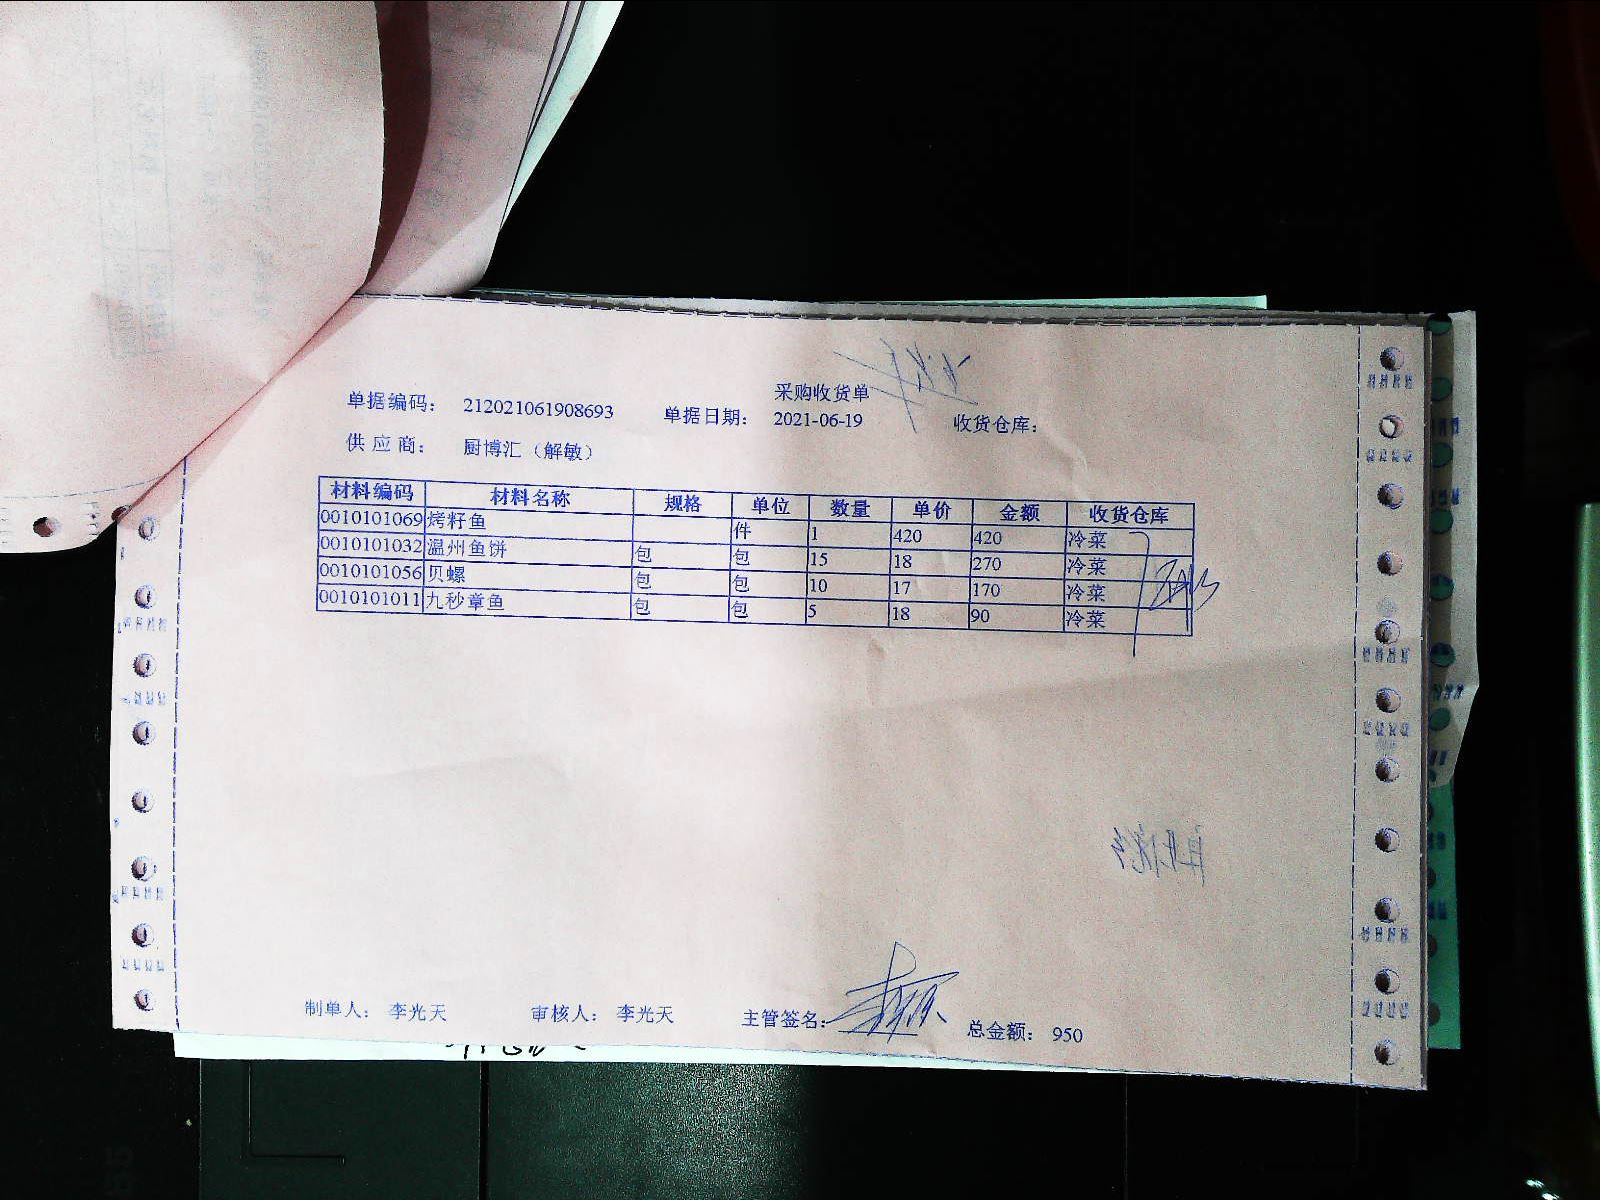 采购收货单
单据编码： 212021061908693 单据日期： 2021-06-19 收货仓库：
供 应 商： 厨博汇（解敏）
材料编码 材料名称 规格 单位 数量 单价 金额 收货仓库
0010101069 烤籽鱼 件 1 420 420 冷菜
0010101032 温州鱼饼 包 包 15 18 270 冷菜
0010101056 贝螺 包 包 10 17 170 冷菜
0010101011 九秒章鱼 包 包 5 18 90 冷菜
制单人： 李光天 审核人： 李光天 主管签名： 总金额： 950